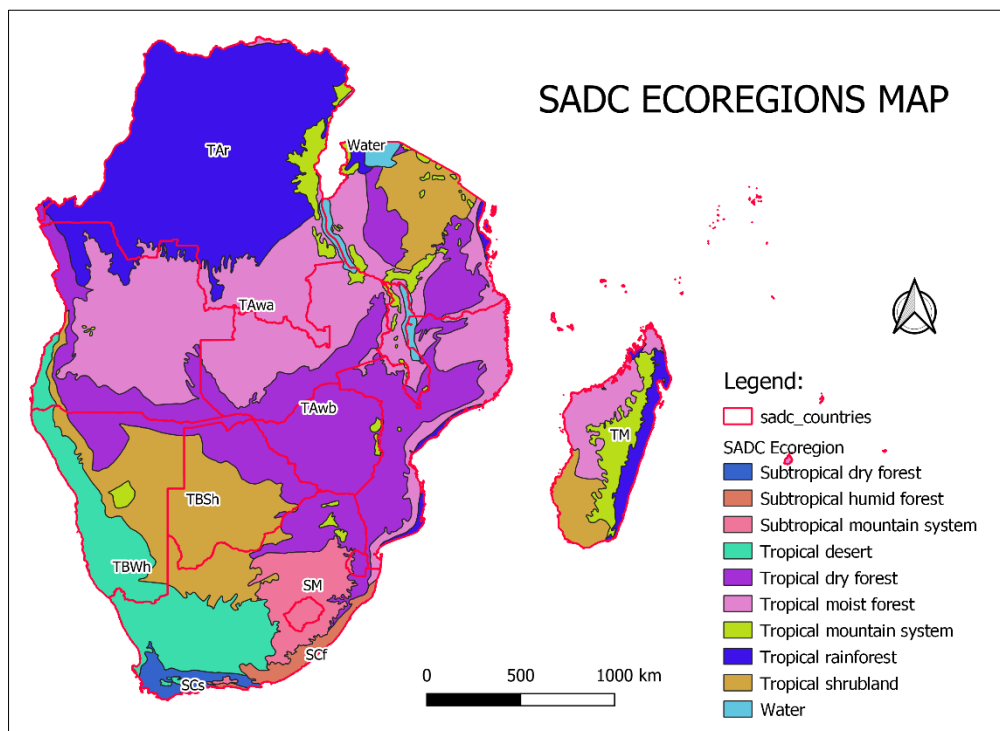 SADC ECOREGIONS MAP
TAr
Water
TAwa
TAwb
TM
TBSh
TBWh
SM
SCf
SCs
Legend:
sadc_countries
SADC Ecoregion
Subtropical dry forest
Subtropical humid forest
Subtropical mountain system
Tropical desert
Tropical dry forest
Tropical moist forest
Tropical mountain system
Tropical rainforest
Tropical shrubland
Water
0 500 1000 km